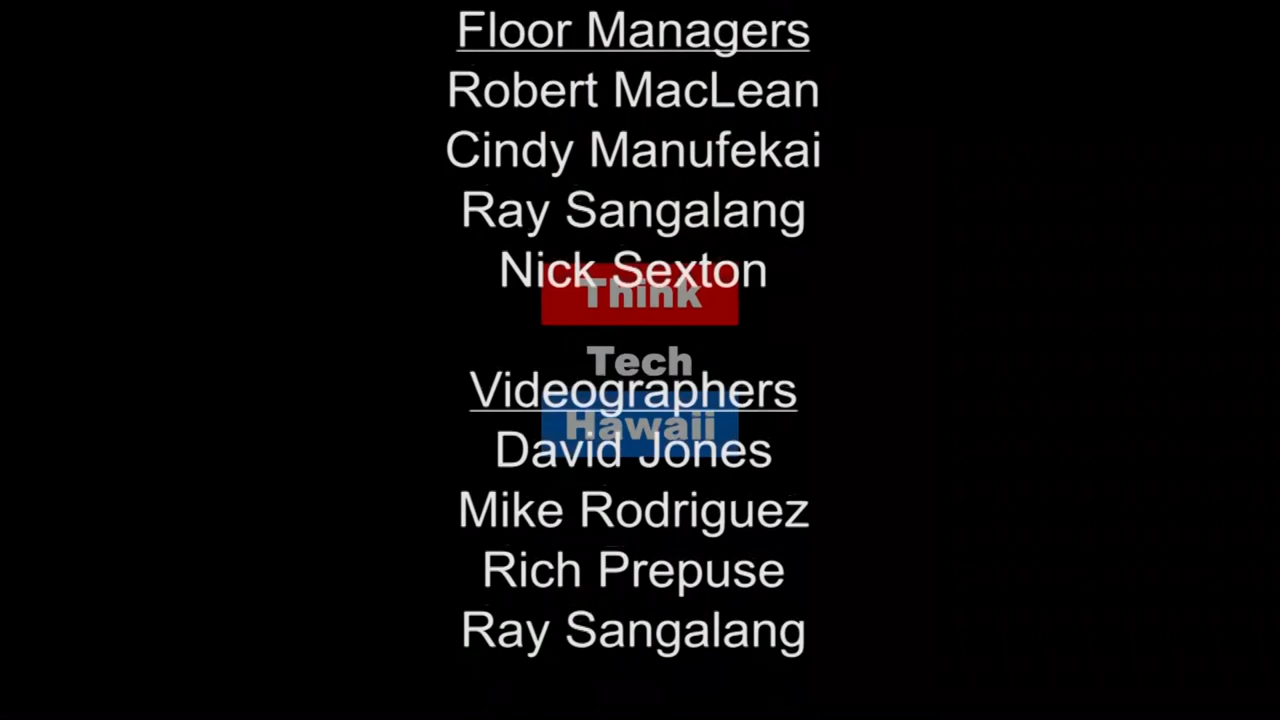 Floor Managers
Robert MacLean
Cindy Manufekai
Ray Sangalang
Nick Sexton
Think
Tech
Videographers
Hawaii
David Jones
Mike Rodriguez
Rich Prepuse
Ray Sangalang